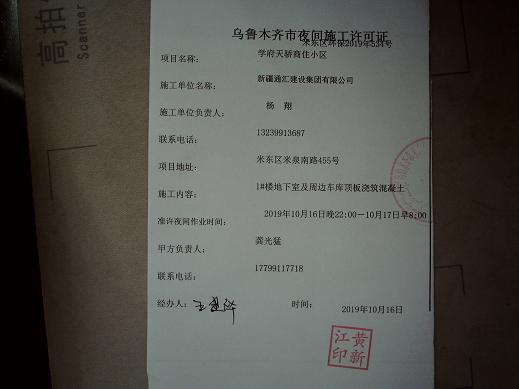 高拍
Scanner
乌鲁木齐市夜间施工许可证
米东区环保2019年534号
项目名称: 学府天骄商住小区
施工单位名称: 新疆通汇建设集团有限公司
施工单位负责人: 杨 翔
联系电话: 13239913687
项目地址: 米东区米泉南路455号
施工内容: 1#楼地下室及周边车库顶板浇筑混凝土
准许夜间作业时间: 2019年10月16日晚22:00－10月17日早8:00
甲方负责人: 龚光猛
联系电话: 17799117718
经办人: 时间: 2019年10月16日
黄新江印